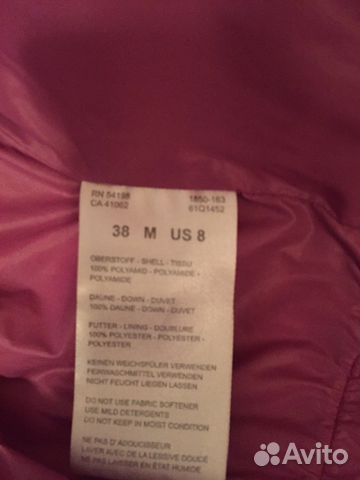 RN 54198 1850-163
CA 41062 61Q1452
38 M US 8
OBERSTOFF - SHELL - TISSU
100% POLYAMID - POLYAMIDE -
POLYAMIDE
DAUNE - DOWN - DUVET
100% DAUNE - DOWN - DUVET
FUTTER - LINING - DOUBLURE
100% POLYESTER - POLYESTER -
POLYESTER
KEINEN WEICHSPÜLER VERWENDEN
FEINWASCHMITTEL VERWENDEN
NICHT FEUCHT LIEGEN LASSEN
DO NOT USE FABRIC SOFTENER
USE MILD DETERGENTS
DO NOT KEEP IN MOIST CONDITION
NE PAS D'ADOUCISSEUR
LAVER AVEC DE LA LESSIVE DOUCE
NE PAS LAISSER EN ETAT HUMIDE
Avito